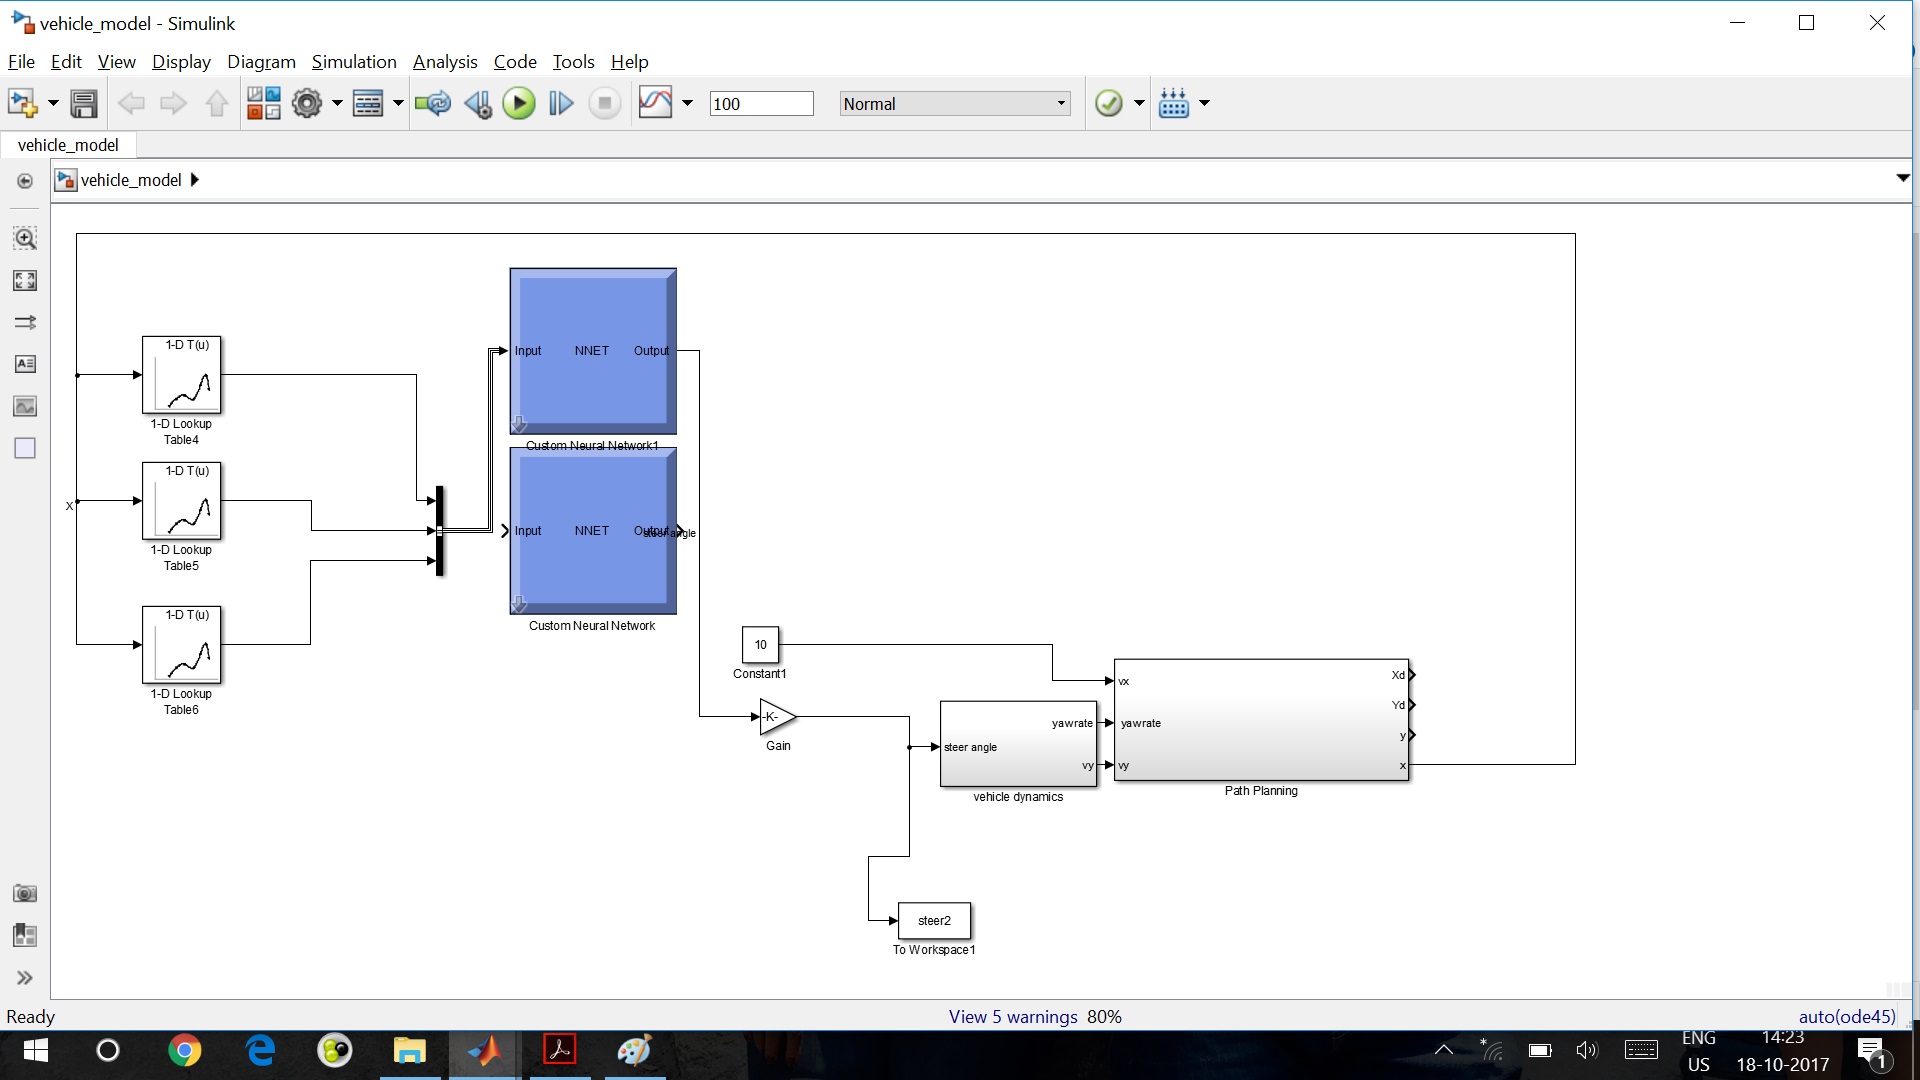 vehicle_model - Simulink
File Edit View Display Diagram Simulation Analysis Code Tools Help
100 Normal
vehicle_model
vehicle_model
1-D T(u)
1-D Lookup
Table4
1-D T(u)
1-D Lookup
Table5
1-D T(u)
1-D Lookup
Table6
x
Input NNET Output
Custom Neural Network1
Input NNET Output
steer angle
Custom Neural Network
10
Constant1
-K-
Gain
steer angle
yawrate
vy
vehicle dynamics
vx
yawrate
vy
Xd
Yd
y
x
Path Planning
steer2
To Workspace1
Ready View 5 warnings 80% auto(ode45)
ENG
US
14:23
18-10-2017
1